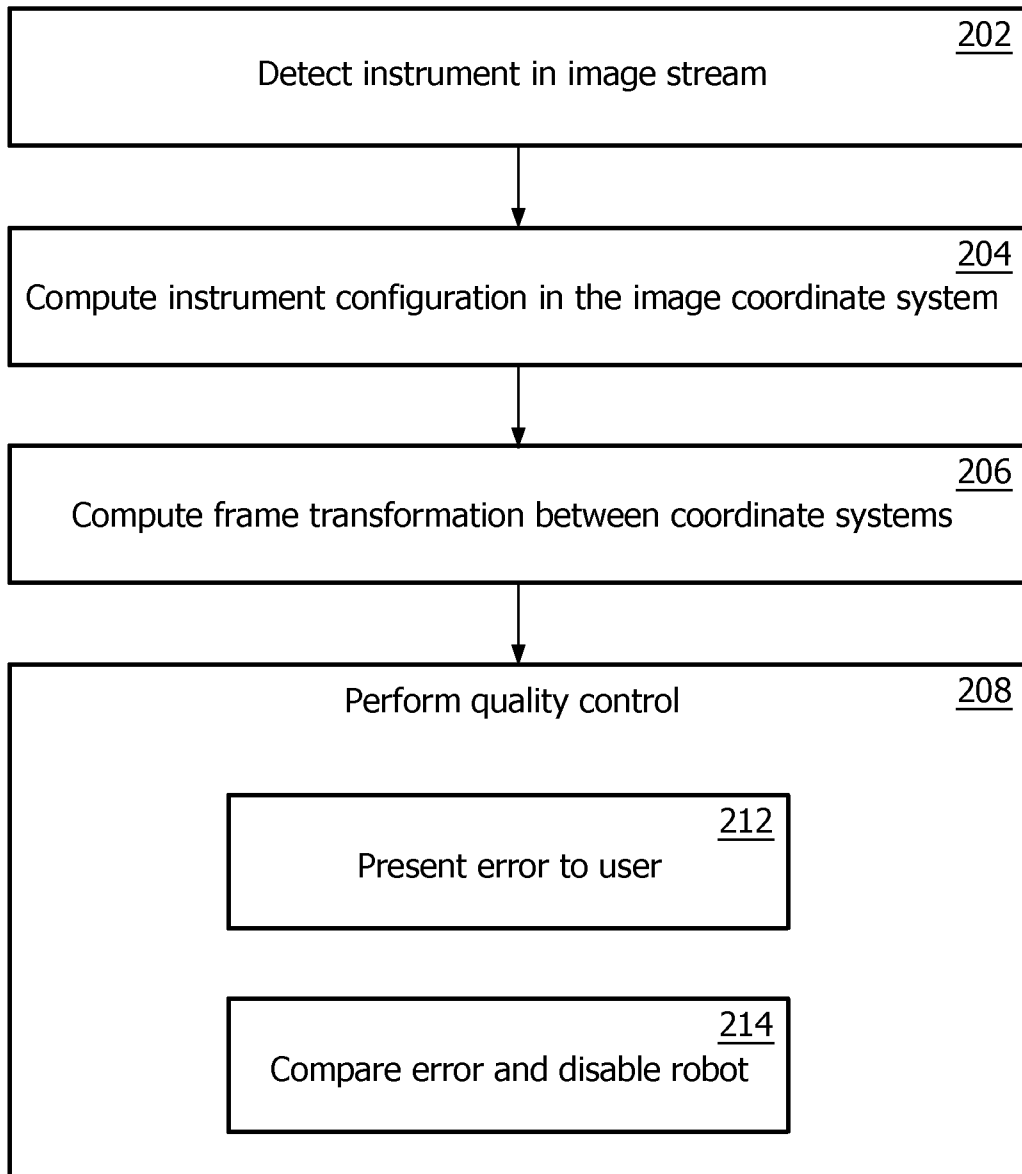 202
Detect instrument in image stream
204
Compute instrument configuration in the image coordinate system
206
Compute frame transformation between coordinate systems
208
Perform quality control
212
Present error to user
214
Compare error and disable robot